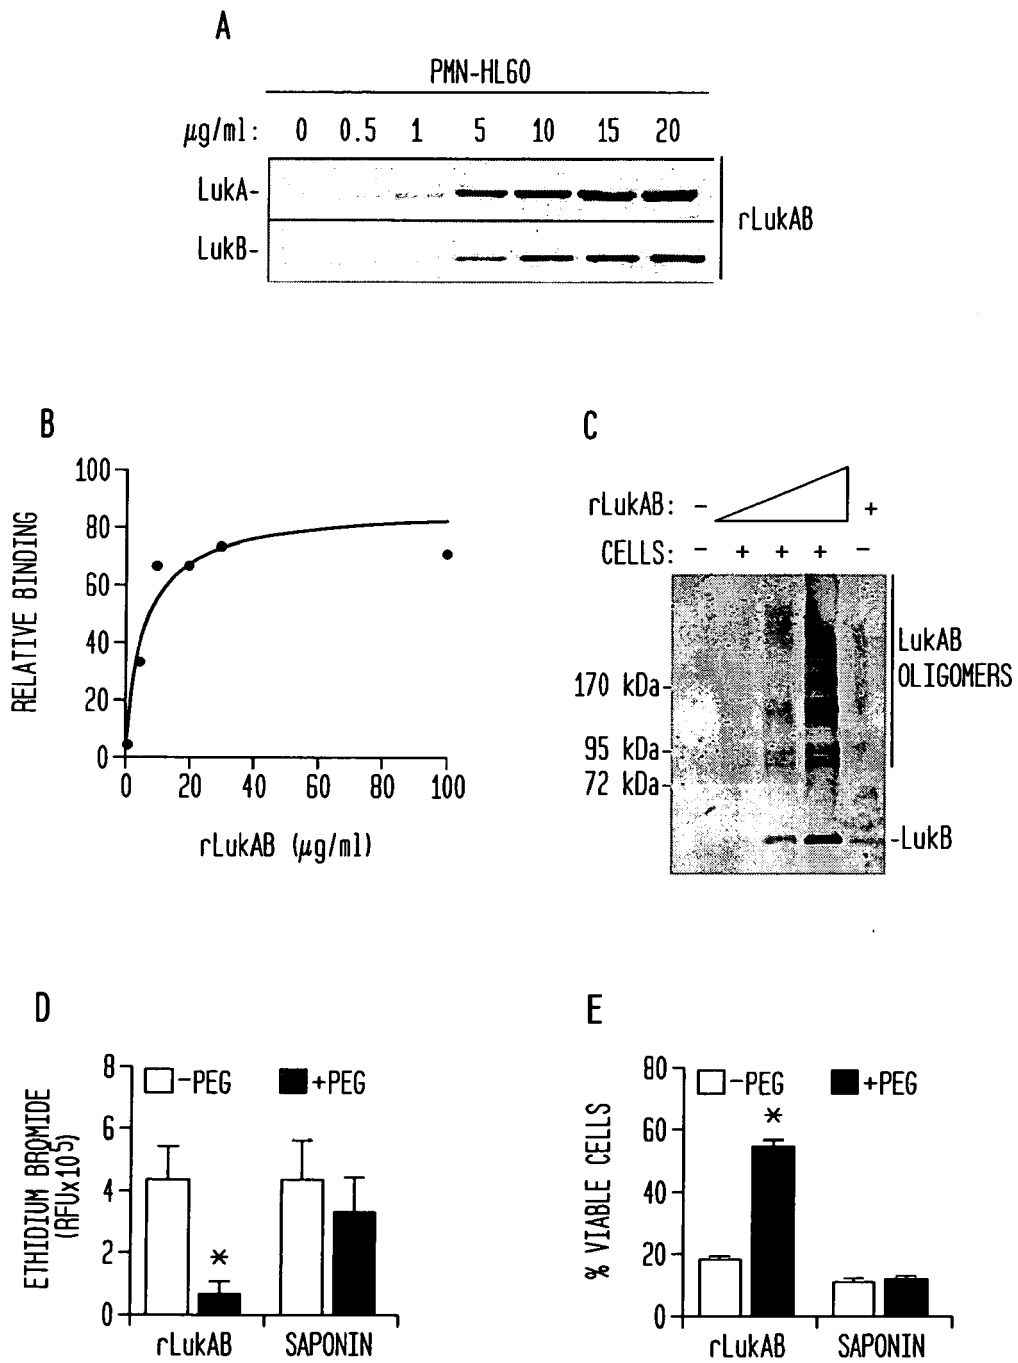 A
PMN-HL60
µg/ml: 0 0.5 1 5 10 15 20
LukA-
LukB-
rLukAB
B
RELATIVE BINDING
100
80
60
40
20
0
0 20 40 60 80 100
rLukAB (µg/ml)
C
rLukAB: - +
CELLS: - + + + -
170 kDa-
95 kDa-
72 kDa-
LukAB
OLIGOMERS
-LukB
D
ETHIDIUM BROMIDE
(RFUx10⁵)
8
6
4
2
0
-PEG +PEG
*
rLukAB SAPONIN
E
% VIABLE CELLS
80
60
40
20
0
-PEG +PEG
*
rLukAB SAPONIN